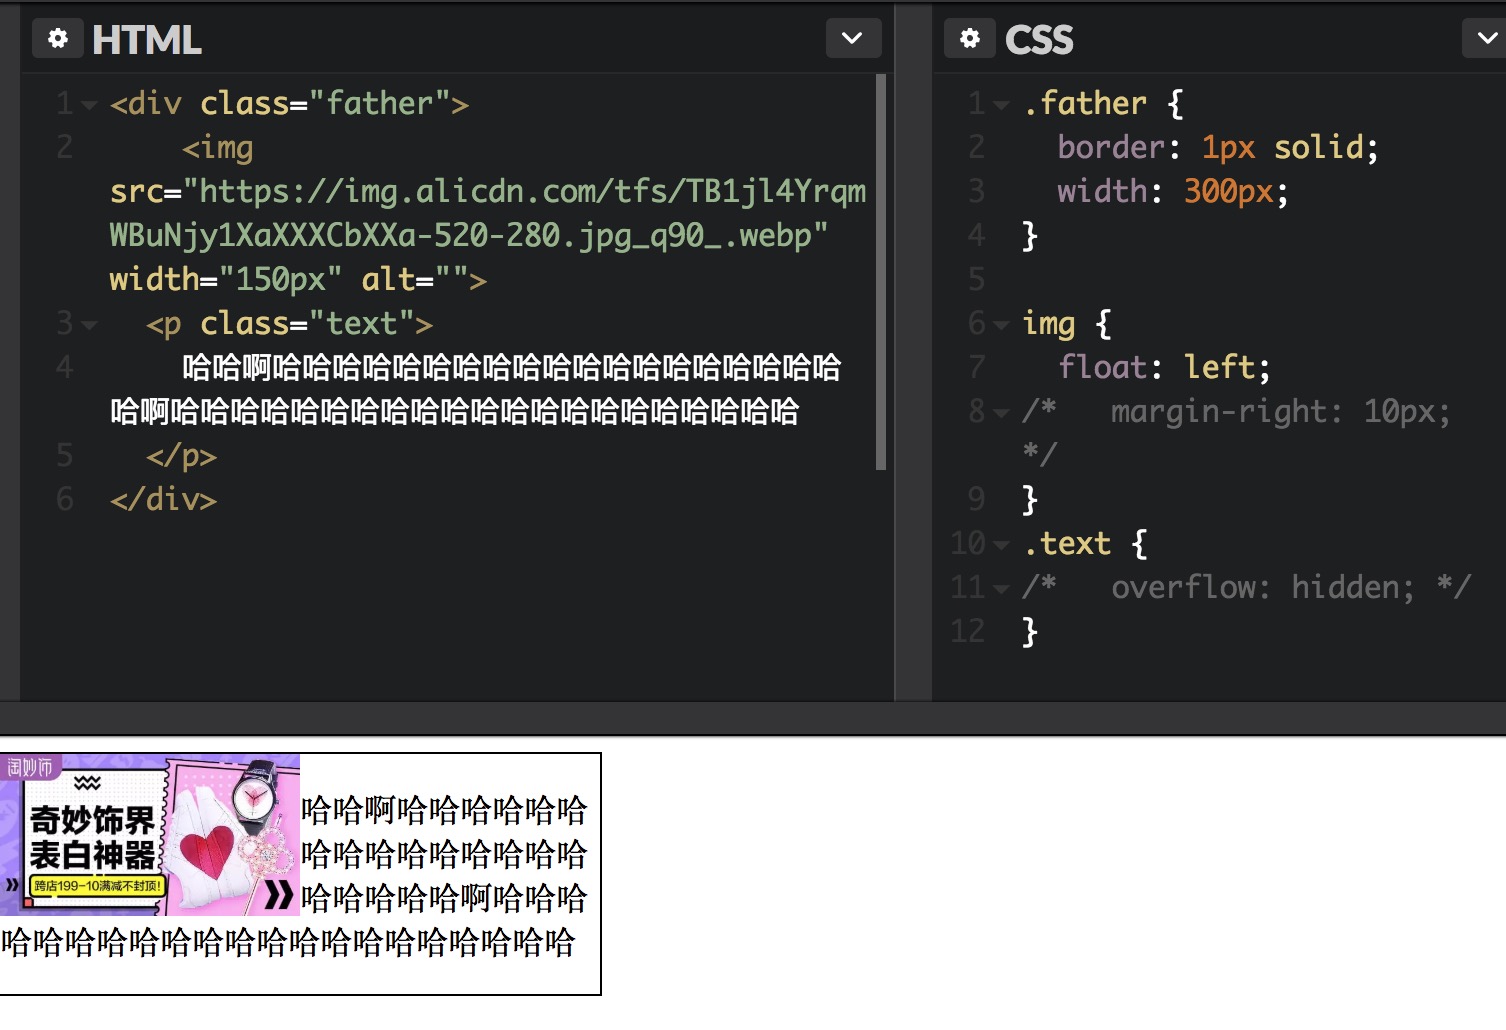 HTML
1 <div class="father">
2 <img
src="https://img.alicdn.com/tfs/TB1jl4Yrqm
WBuNjy1XaXXXCbXXa-520-280.jpg_q90_.webp"
width="150px" alt="">
3 <p class="text">
4 哈哈啊哈哈哈哈哈哈哈哈哈哈哈哈哈哈哈哈哈哈哈
哈啊哈哈哈哈哈哈哈哈哈哈哈哈哈哈哈哈哈哈哈哈哈
5 </p>
6 </div>
CSS
1 .father {
2 border: 1px solid;
3 width: 300px;
4 }
5
6 img {
7 float: left;
8 /* margin-right: 10px;
*/
9 }
10 .text {
11 /* overflow: hidden; */
12 }
淘妙饰
奇妙饰界
表白神器
跨店199-10满减不封顶!
哈哈啊哈哈哈哈哈哈
哈哈哈哈哈哈哈哈哈
哈哈哈哈哈啊哈哈哈
哈哈哈哈哈哈哈哈哈哈哈哈哈哈哈哈哈哈